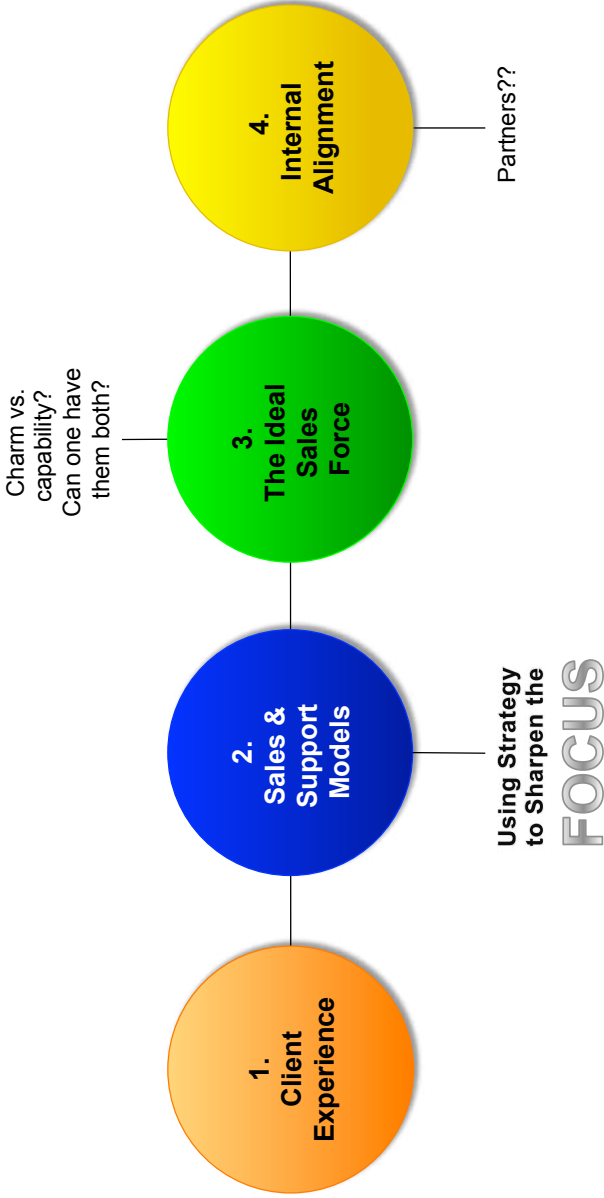 1.
Client
Experience
2.
Sales &
Support
Models
Using Strategy
to Sharpen the
FOCUS
3.
The Ideal
Sales
Force
Charm vs.
capability?
Can one have
them both?
4.
Internal
Alignment
Partners??